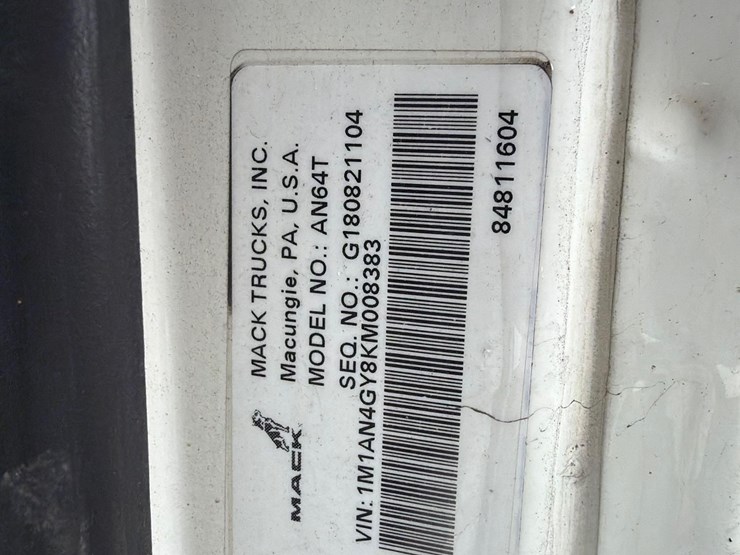 MACK TRUCKS, INC.
Macungie, PA, U.S.A.
MODEL NO.: AN64T
SEQ. NO.: G180821104
MACK
VIN: 1M1AN4GY8KM008383
84811604